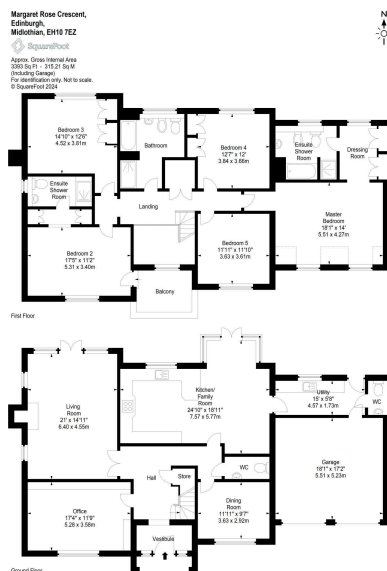 Margaret Rose Crescent,
Edinburgh,
Midlothian, EH10 7EZ
SquareFoot
Approx. Gross Internal Area
3393 Sq Ft - 315.21 Sq M
(Including Garage)
For identification only. Not to scale.
© SquareFoot 2024
N
Bedroom 3
14'10" x 12'6"
4.52 x 3.81m
Bathroom
Bedroom 4
12'7" x 12'
3.84 x 3.66m
Ensuite
Shower
Room
Dressing
Room
Ensuite
Shower
Room
Landing
Master
Bedroom
18'1" x 14'
5.51 x 4.27m
Bedroom 2
17'5" x 11'2"
5.31 x 3.40m
Bedroom 5
11'11" x 11'10"
3.63 x 3.61m
Balcony
First Floor
Living
Room
21' x 14'11"
6.40 x 4.55m
Kitchen/
Family
Room
24'10" x 18'11"
7.57 x 5.77m
Utility
15' x 5'8"
4.57 x 1.73m
WC
Garage
18'1" x 17'2"
5.51 x 5.23m
Hall
Store
WC
Office
17'4" x 11'9"
5.28 x 3.58m
Dining
Room
11'11" x 9'7"
3.63 x 2.92m
Vestibule
Ground Floor